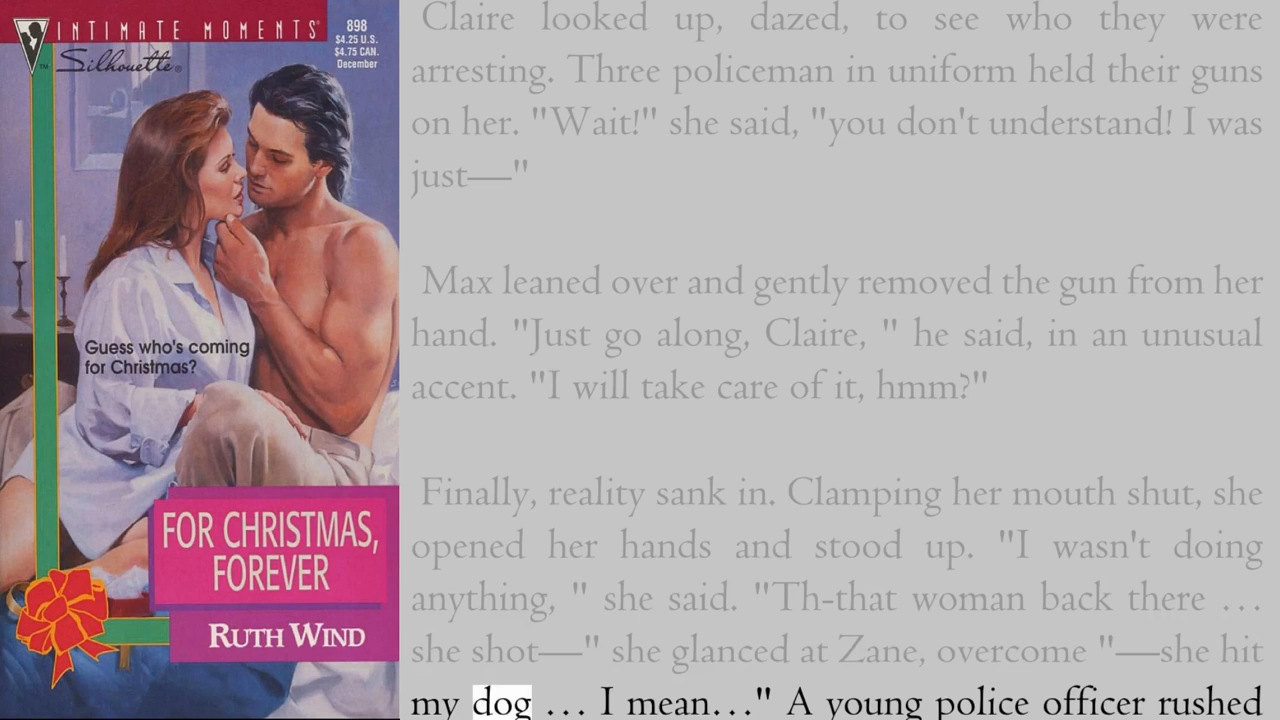 INTIMATE MOMENTS®
™ Silhouette®
898
$4.25 U.S.
$4.75 CAN.
December
Guess who's coming
for Christmas?
FOR CHRISTMAS,
FOREVER
RUTH WIND
Claire looked up, dazed, to see who they were
arresting. Three policeman in uniform held their guns
on her. "Wait!" she said, "you don't understand! I was
just—"
Max leaned over and gently removed the gun from her
hand. "Just go along, Claire, " he said, in an unusual
accent. "I will take care of it, hmm?"
Finally, reality sank in. Clamping her mouth shut, she
opened her hands and stood up. "I wasn't doing
anything, " she said. "Th-that woman back there …
she shot—" she glanced at Zane, overcome "—she hit
my dog … I mean…" A young police officer rushed